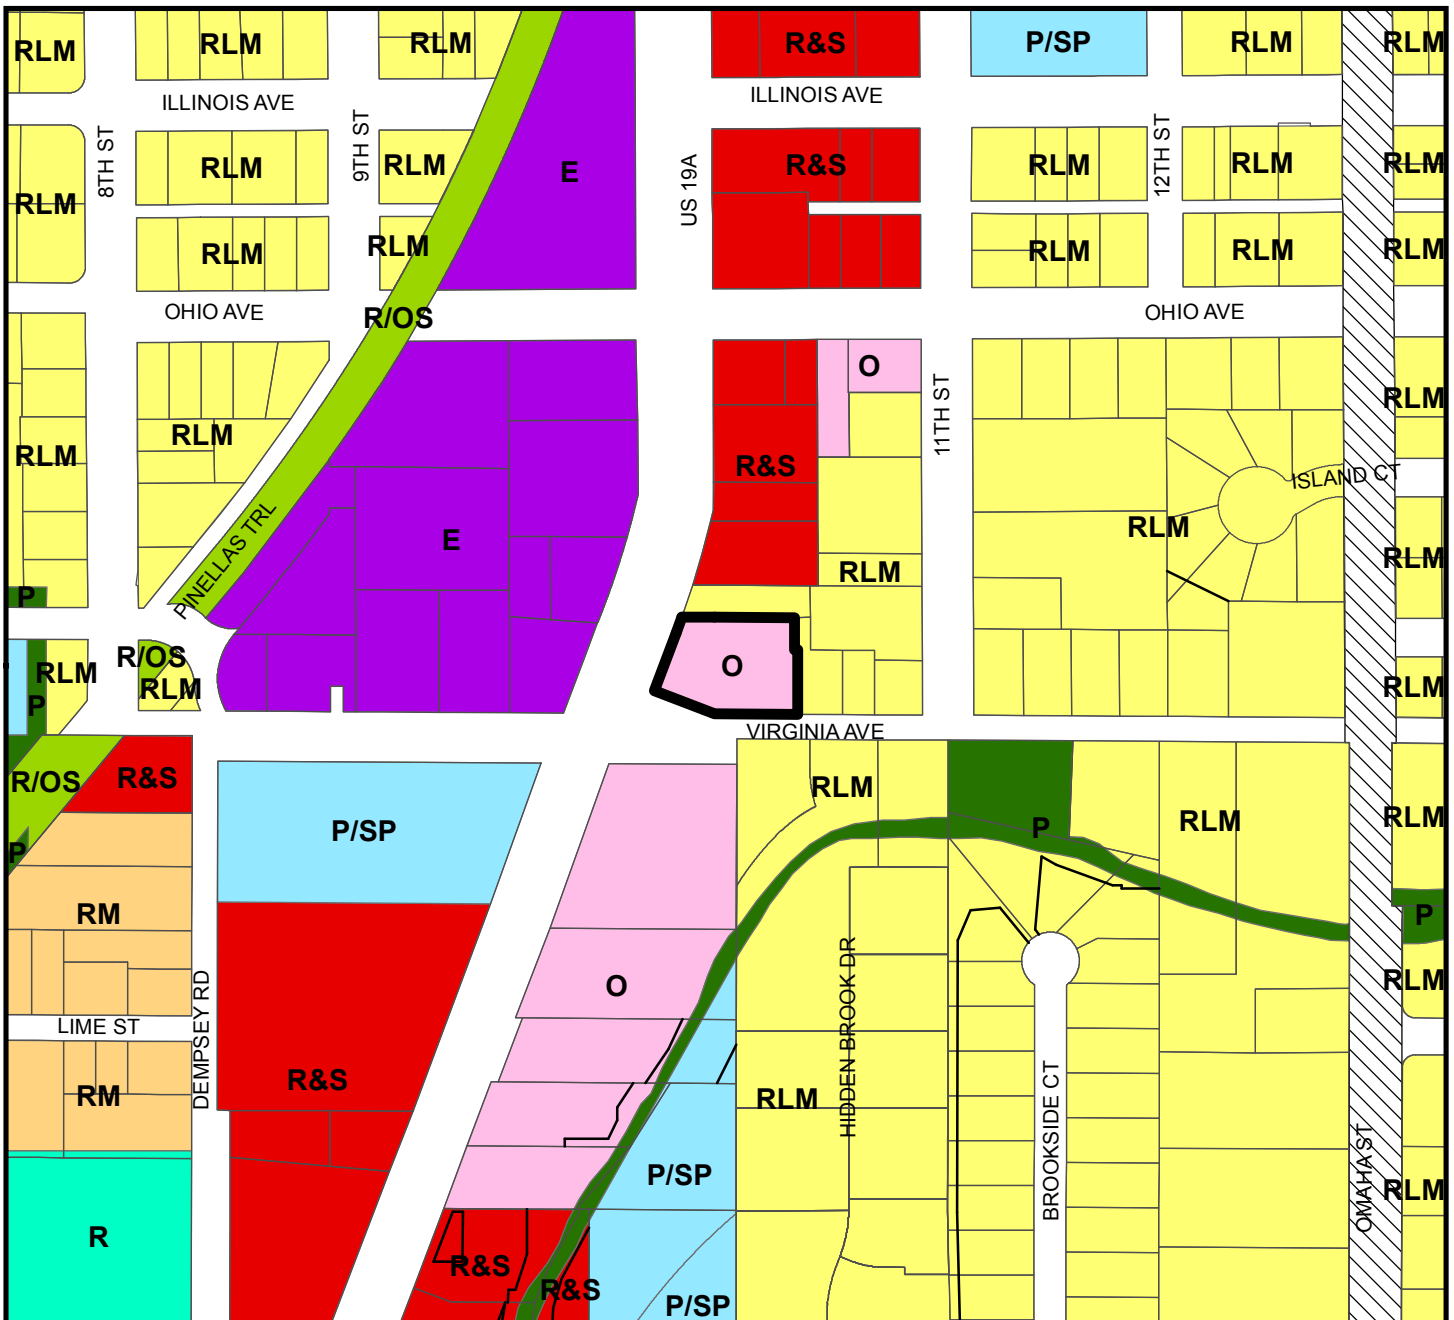 RLM
RLM
RLM
R&S
P/SP
RLM
RLM
ILLINOIS AVE
ILLINOIS AVE
8TH ST
9TH ST
US 19A
12TH ST
RLM
RLM
RLM
E
R&S
RLM
RLM
RLM
RLM
RLM
RLM
RLM
RLM
OHIO AVE
R/OS
OHIO AVE
O
11TH ST
RLM
RLM
RLM
R&S
ISLAND CT
RLM
E
RLM
RLM
PINELLAS TRL
P
R/OS
RLM
RLM
P
O
RLM
VIRGINIA AVE
R/OS
R&S
RLM
P/SP
P
RLM
RLM
P
RM
P
O
HIDDEN BROOK DR
RLM
DEMPSEY RD
LIME ST
R&S
RM
RLM
BROOKSIDE CT
OMAHA ST
P/SP
RLM
R
R&S
R&S
P/SP